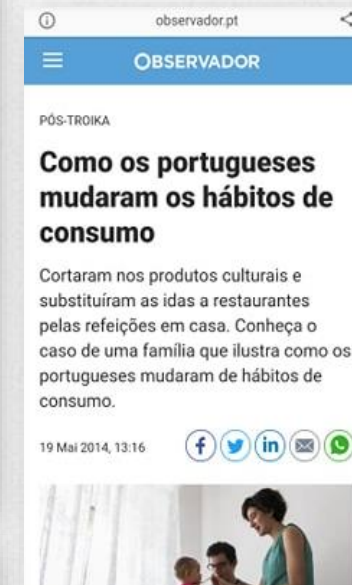 observador.pt
OBSERVADOR
PÓS-TROIKA
Como os portugueses
mudaram os hábitos de
consumo
Cortaram nos produtos culturais e
substituíram as idas a restaurantes
pelas refeições em casa. Conheça o
caso de uma família que ilustra como os
portugueses mudaram de hábitos de
consumo.
19 Mai 2014, 13:16